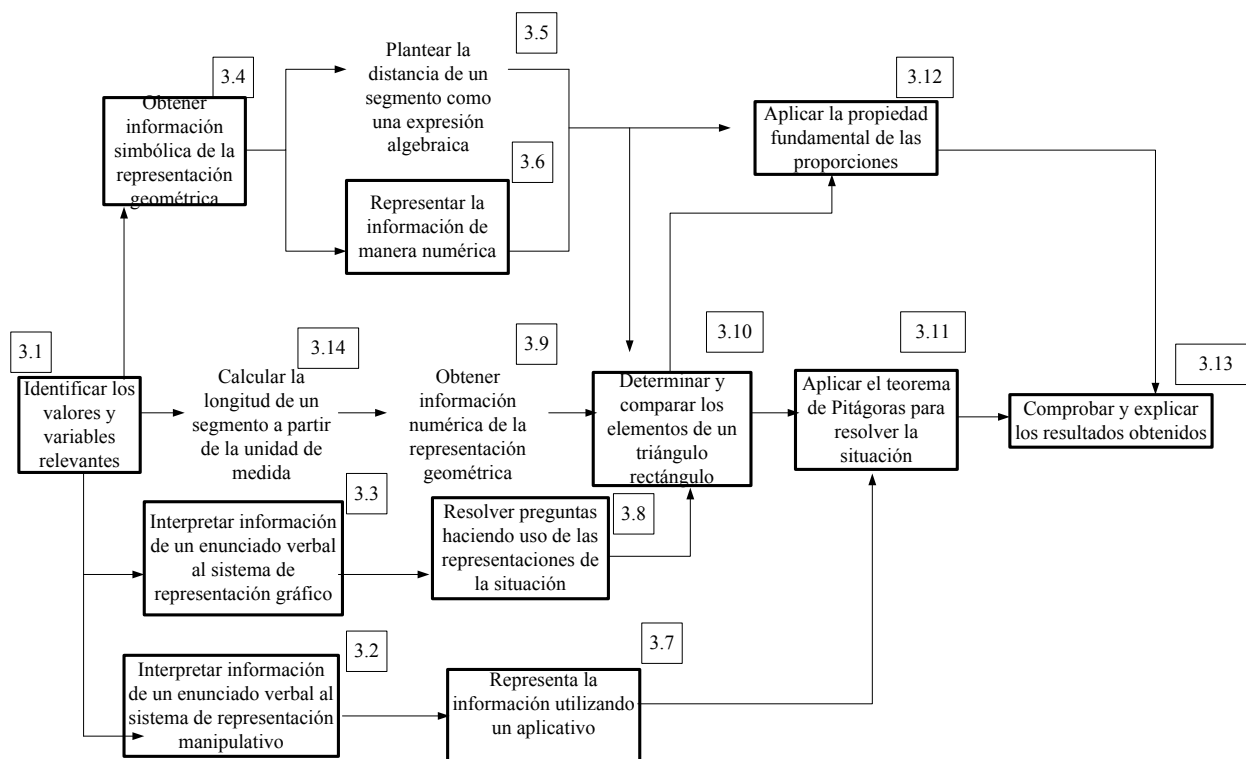 3.5
Plantear la
distancia de un
segmento como
una expresión
algebraica
3.4
Obtener
información
simbólica de la
representación
geométrica
3.12
Aplicar la propiedad
fundamental de las
proporciones
3.6
Representar la
información de
manera numérica
3.1
Identificar los
valores y
variables
relevantes
3.14
Calcular la
longitud de un
segmento a partir
de la unidad de
medida
3.9
Obtener
información
numérica de la
representación
geométrica
3.10
Determinar y
comparar los
elementos de un
triángulo
rectángulo
3.11
Aplicar el teorema
de Pitágoras para
resolver la
situación
3.13
Comprobar y explicar
los resultados obtenidos
3.3
Interpretar información
de un enunciado verbal
al sistema de
representación gráfico
3.8
Resolver preguntas
haciendo uso de las
representaciones de
la situación
3.2
Interpretar información
de un enunciado verbal al
sistema de representación
manipulativo
3.7
Representa la
información utilizando
un aplicativo